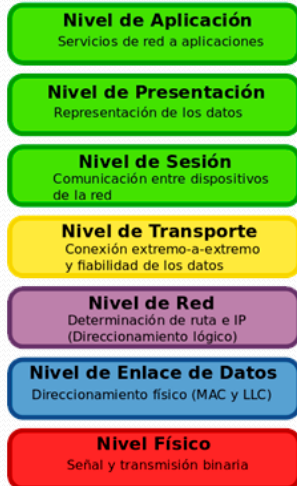 Nivel de Aplicación
Servicios de red a aplicaciones
Nivel de Presentación
Representación de los datos
Nivel de Sesión
Comunicación entre dispositivos
de la red
Nivel de Transporte
Conexión extremo-a-extremo
y fiabilidad de los datos
Nivel de Red
Determinación de ruta e IP
(Direccionamiento lógico)
Nivel de Enlace de Datos
Direccionamiento físico (MAC y LLC)
Nivel Físico
Señal y transmisión binaria